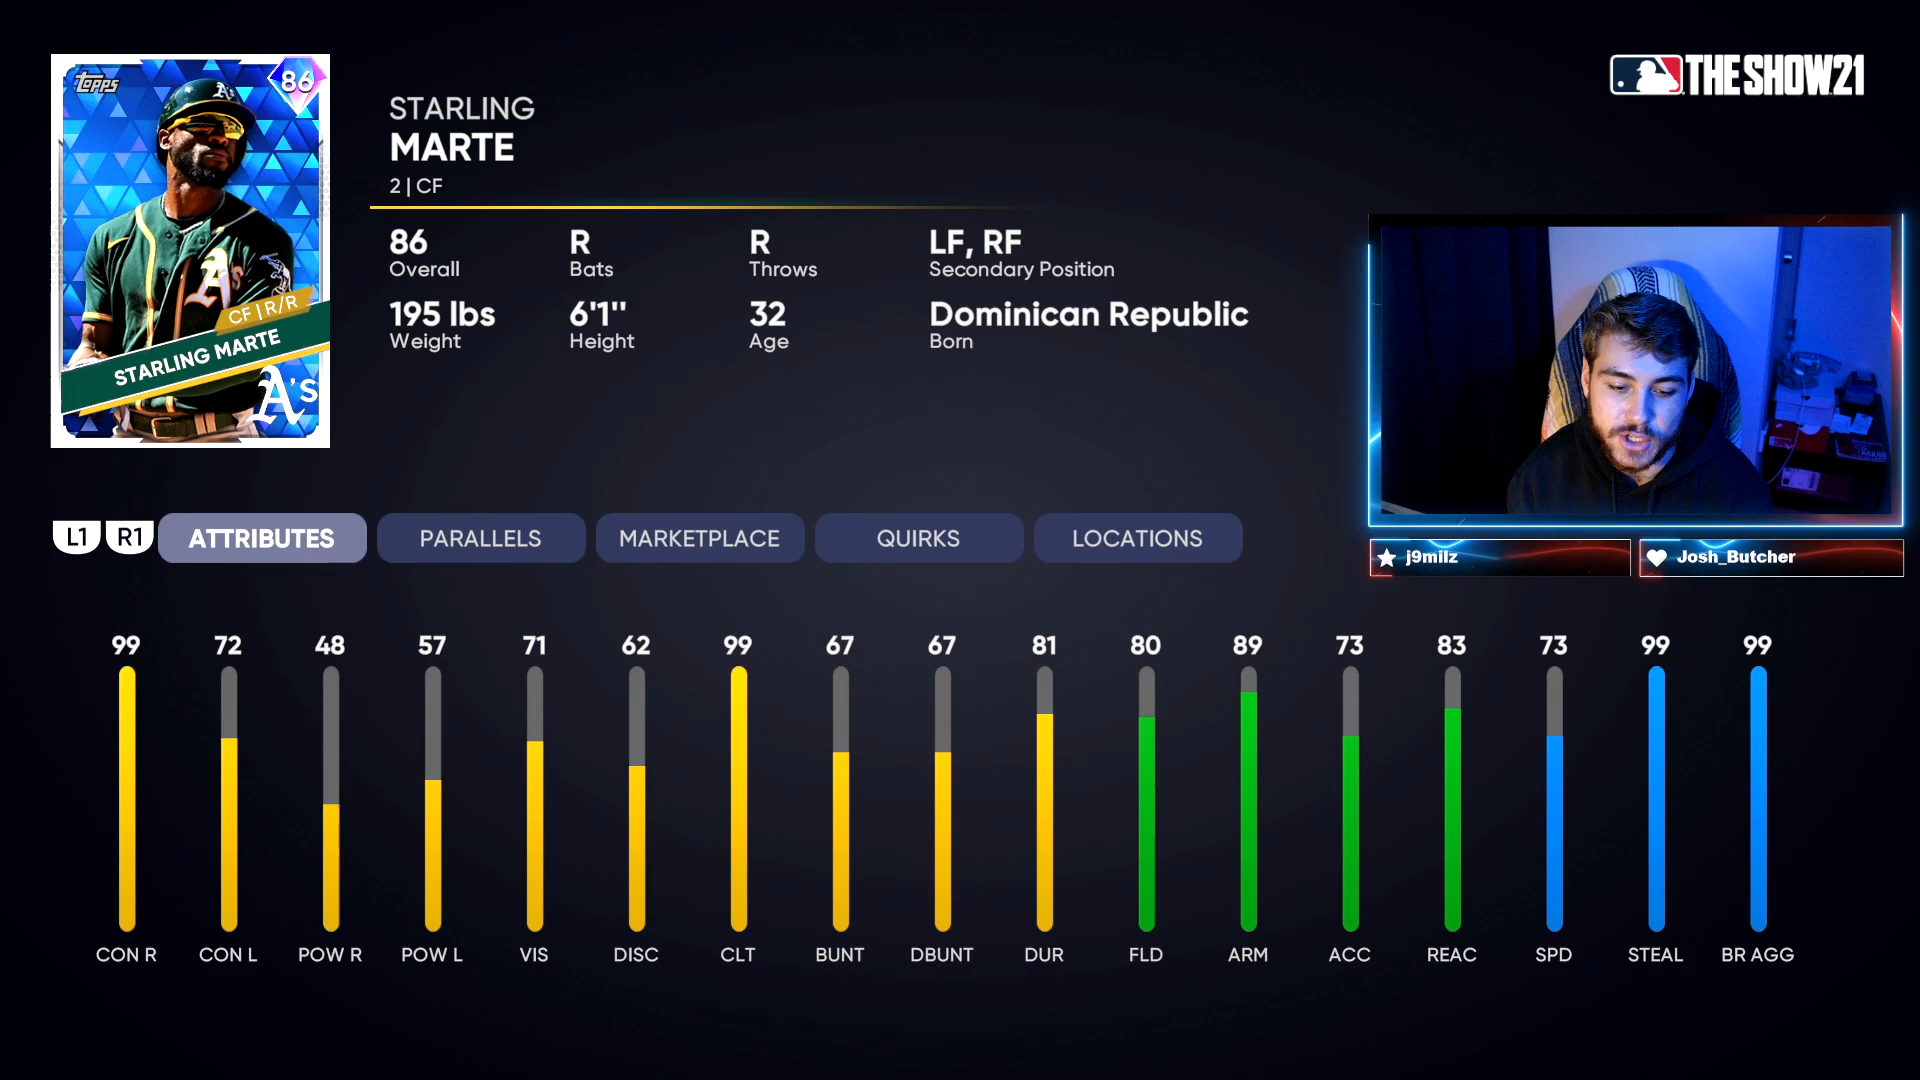 Topps
86
A's
A's
CF | R/R
STARLING MARTE
A's
STARLING
MARTE
2 | CF
86
Overall
R
Bats
R
Throws
LF, RF
Secondary Position
195 lbs
Weight
6'1"
Height
32
Age
Dominican Republic
Born
MLB THE SHOW 21
L1 R1 ATTRIBUTES PARALLELS MARKETPLACE QUIRKS LOCATIONS
j9milz
Josh_Butcher
99 72 48 57 71 62 99 67 67 81 80 89 73 83 73 99 99
CON R CON L POW R POW L VIS DISC CLT BUNT DBUNT DUR FLD ARM ACC REAC SPD STEAL BR AGG